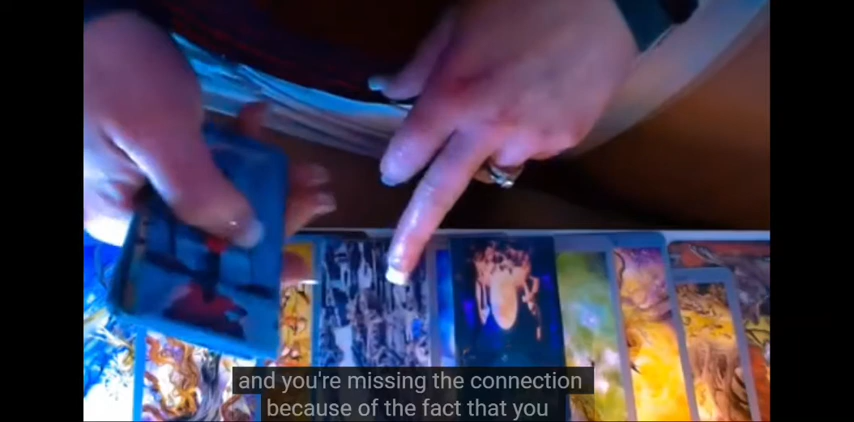 and you're missing the connection
because of the fact that you